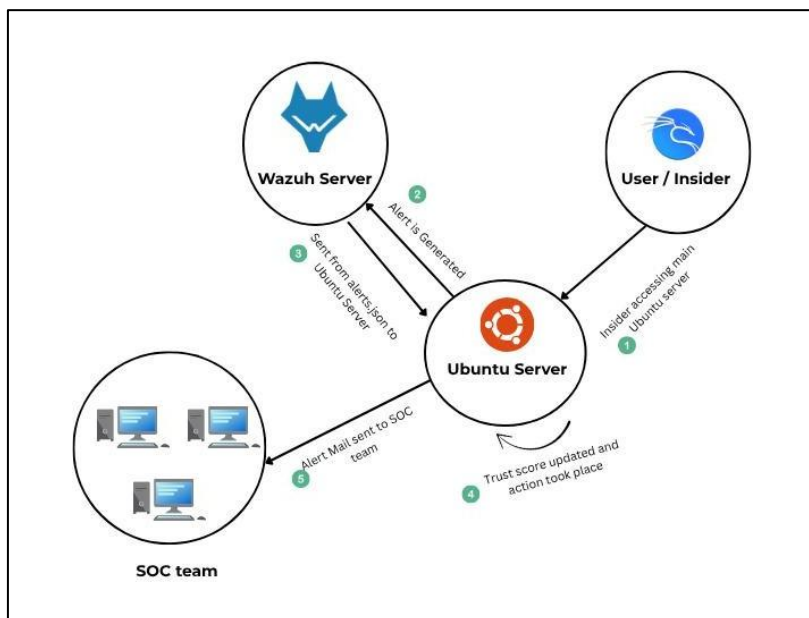 Wazuh Server
User / Insider
2
Alert is Generated
3
Sent from alerts.json to
Ubuntu Server
Insider accessing main
Ubuntu server
1
Ubuntu Server
Alert Mail sent to SOC
team
5
4
Trust score updated and
action took place
SOC team